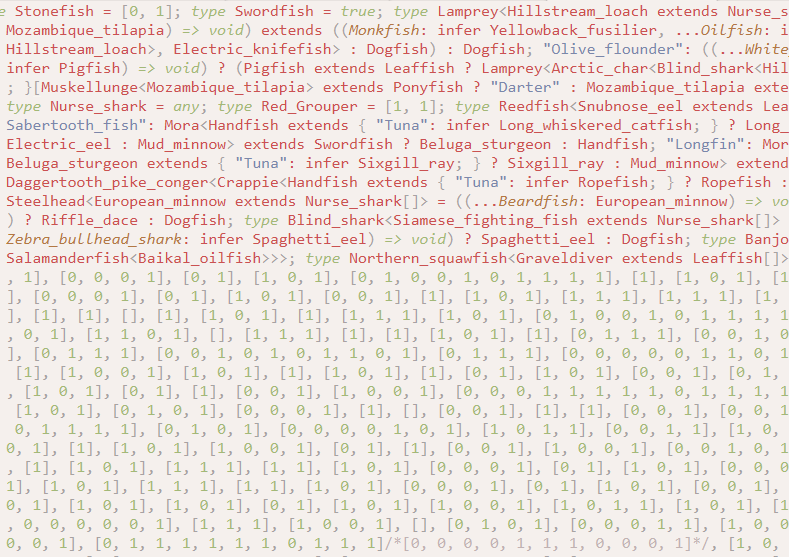 e Stonefish = [0, 1]; type Swordfish = true; type Lamprey<Hillstream_loach extends Nurse_s
Mozambique_tilapia) => void) extends ((Monkfish: infer Yellowback_fusilier, ...Oilfish: i
Hillstream_loach>, Electric_knifefish> : Dogfish) : Dogfish; "Olive_flounder": ((...White
infer Pigfish) => void) ? (Pigfish extends Leaffish ? Lamprey<Arctic_char<Blind_shark<Hil
; }[Muskellunge<Mozambique_tilapia> extends Ponyfish ? "Darter" : Mozambique_tilapia exte
type Nurse_shark = any; type Red_Grouper = [1, 1]; type Reedfish<Snubnose_eel extends Lea
Sabertooth_fish": Mora<Handfish extends { "Tuna": infer Long_whiskered_catfish; } ? Long_
Electric_eel : Mud_minnow> extends Swordfish ? Beluga_sturgeon : Handfish; "Longfin": Mor
Beluga_sturgeon extends { "Tuna": infer Sixgill_ray; } ? Sixgill_ray : Mud_minnow> extend
Daggertooth_pike_conger<Crappie<Handfish extends { "Tuna": infer Ropefish; } ? Ropefish :
Steelhead<European_minnow extends Nurse_shark[]> = ((...Beardfish: European_minnow) => vo
) ? Riffle_dace : Dogfish; type Blind_shark<Siamese_fighting_fish extends Nurse_shark[]>
Zebra_bullhead_shark: infer Spaghetti_eel) => void) ? Spaghetti_eel : Dogfish; type Banjo
Salamanderfish<Baikal_oilfish>>>; type Northern_squawfish<Graveldiver extends Leaffish[]>
, 1], [0, 0, 0, 1], [0, 1], [0, 1, 0, 0, 1, 0, 1, 1, 1, 1], [1], [1, 0, 1], [0, 1], [1
], [0, 0, 0, 1], [0, 1], [1, 0, 1], [0, 0, 1], [0, 1], [1, 1, 1], [1, 1, 1, 1], [1,
], [1], [1], [], [1], [1, 0, 1], [1], [1, 1, 1], [1, 0, 1], [0, 1, 0, 0, 1, 0, 1, 1, 1, 1
, 0, 1], [1, 1, 0, 1], [], [1, 1, 1], [1], [1], [1, 0, 1], [1], [0, 1, 1, 1], [0, 0, 1, 0
], [0, 1, 1, 1], [0, 0, 1, 0, 1, 0, 1, 1, 0, 1], [0, 1, 1, 1], [0, 0, 0, 0, 0, 1, 1, 0, 1
[1], [1, 0, 0, 1], [1, 0, 1], [1], [1, 0, 1], [1], [0, 1], [1, 0, 1], [0, 0, 1], [0, 1,
, [1, 0, 1], [0, 1], [1], [0, 0, 1], [1, 0, 0, 1], [0, 0, 0, 1, 1, 1, 1, 1, 0, 1, 1, 1, 1
[1, 0, 1], [0, 1, 0, 1], [0, 0, 0, 1], [1], [], [0, 0, 1], [1], [1], [0, 0, 1], [0, 0
0, 1, 1, 1, 1], [0, 1, 0, 1], [0, 0, 0, 0, 1, 0, 1], [1, 0, 1, 1], [0, 0, 1, 1], [1, 0,
0, 1], [1], [1, 1, 0, 1], [1, 0, 0, 1], [0, 1], [1], [0, 0, 1], [1, 0, 0, 1], [0, 0, 1, 0, 1
, [1], [1, 0, 1], [1, 1, 1], [1, 1], [1, 0, 1], [0, 0, 0, 1], [0, 1], [1, 0, 1], [0, 0, 0
1], [1, 0, 1], [1, 1, 1], [1, 1, 1], [1, 0, 1], [0, 0, 0, 1], [0, 1], [1, 0, 1], [0, 0, 1],
0, 1], [0, 1, 0, 1], [1, 0, 1], [0, 1], [1, 0, 1], [1, 0, 0, 1], [1, 0, 1, 1], [1, 0, 1], [1
, 0, 0, 0, 0, 0, 1], [1, 1, 1], [1, 0, 0, 1], [], [0, 1, 0, 1], [0, 0, 0, 1, 1], [1, 0, 0
0, 0, 1], [0, 1, 1, 1, 1, 1, 1, 0, 1, 1, 1]/*[0, 0, 0, 0, 1, 1, 1, 0, 0, 0, 1]*/, [1, 0,